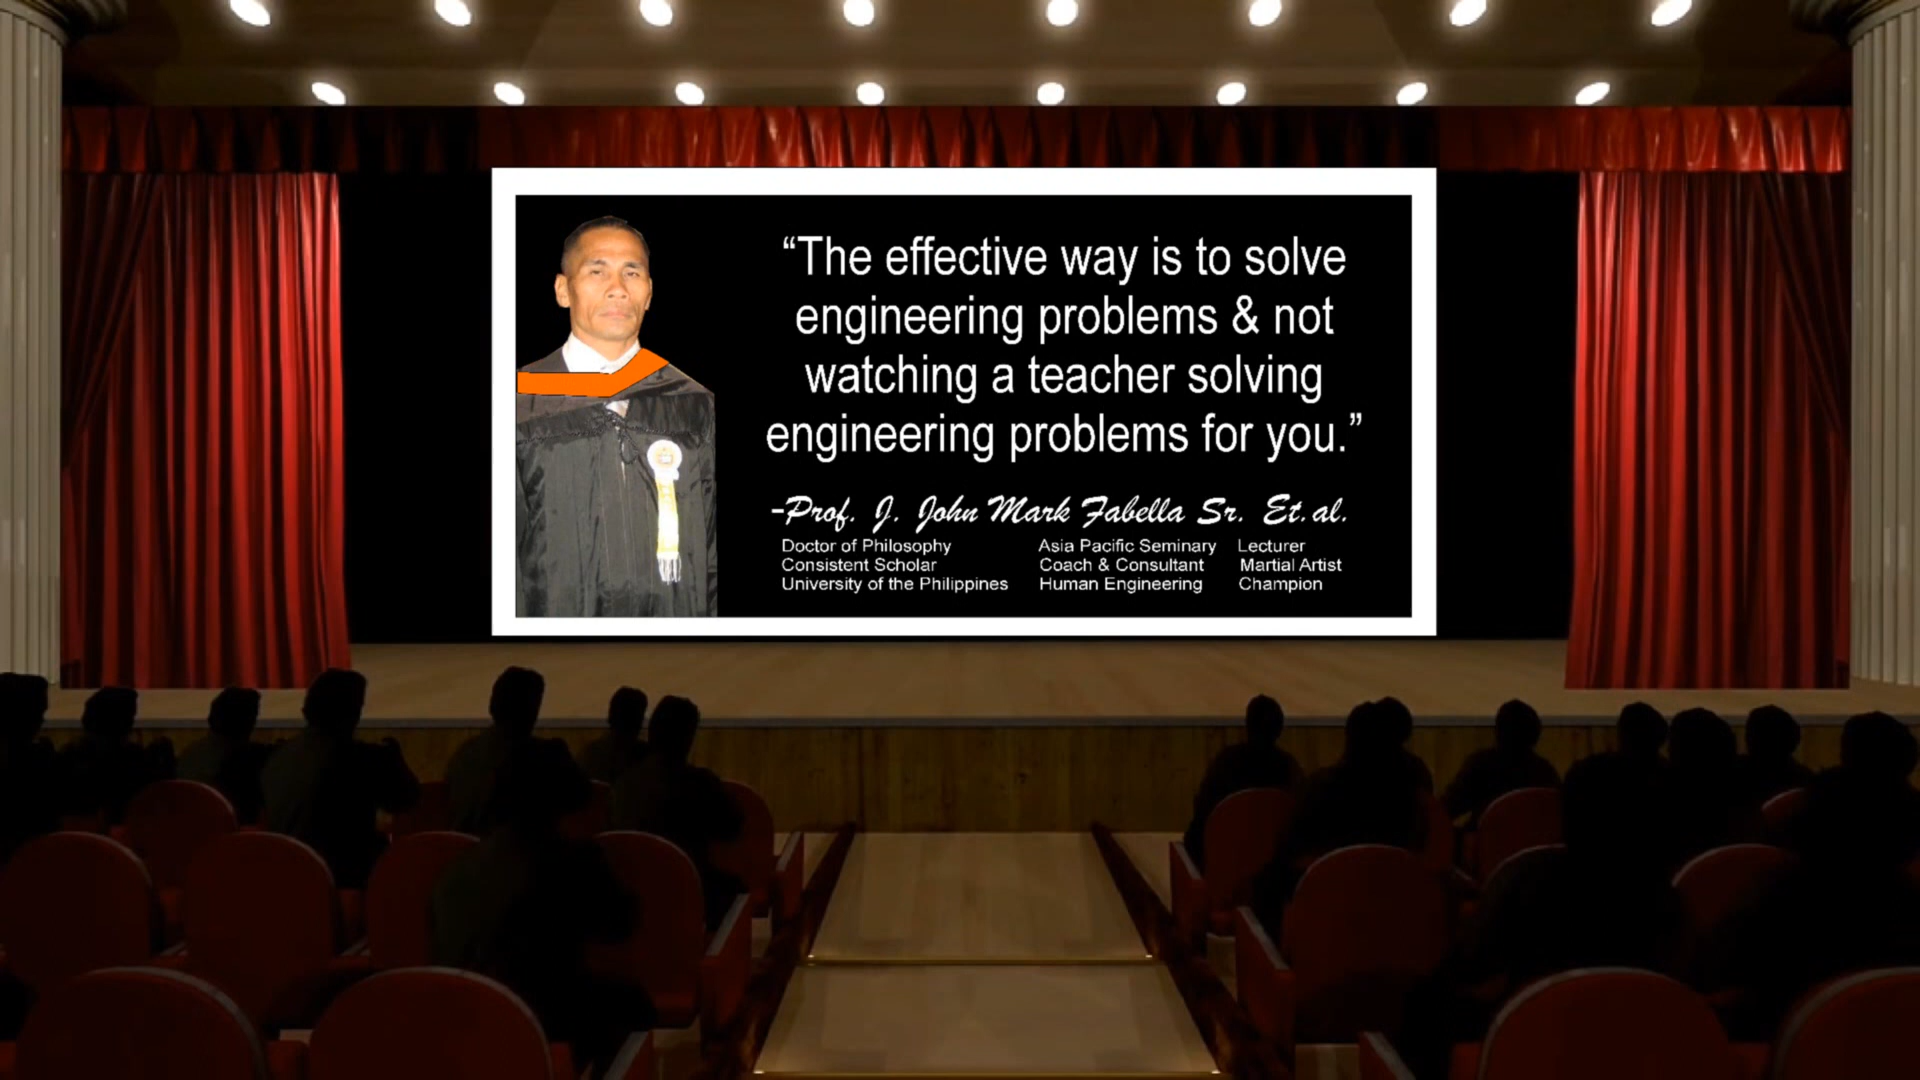 “The effective way is to solve
engineering problems & not
watching a teacher solving
engineering problems for you.”
-Prof. J. John Mark Fabella Sr. Et. al.
Doctor of Philosophy
Consistent Scholar
University of the Philippines
Asia Pacific Seminary
Coach & Consultant
Human Engineering
Lecturer
Martial Artist
Champion